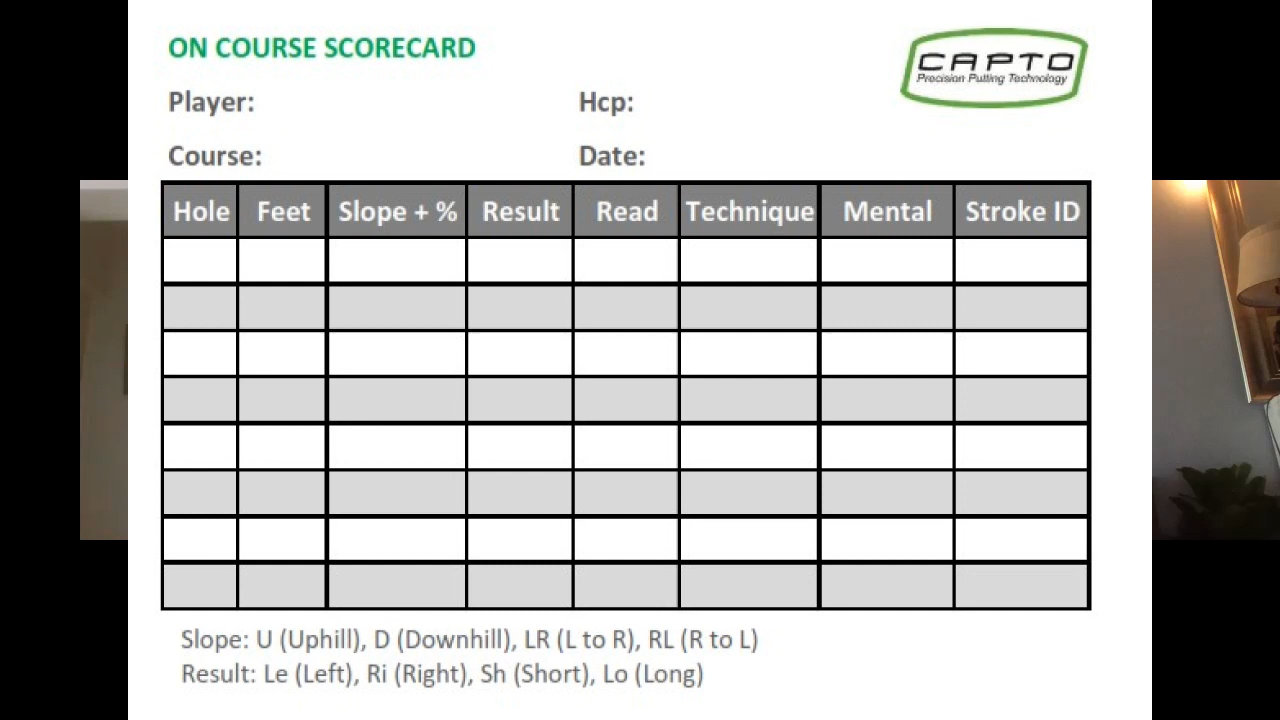 ON COURSE SCORECARD
CAPTO
Precision Putting Technology
Player: Hcp:
Course: Date:
Hole Feet Slope + % Result Read Technique Mental Stroke ID
Slope: U (Uphill), D (Downhill), LR (L to R), RL (R to L)
Result: Le (Left), Ri (Right), Sh (Short), Lo (Long)